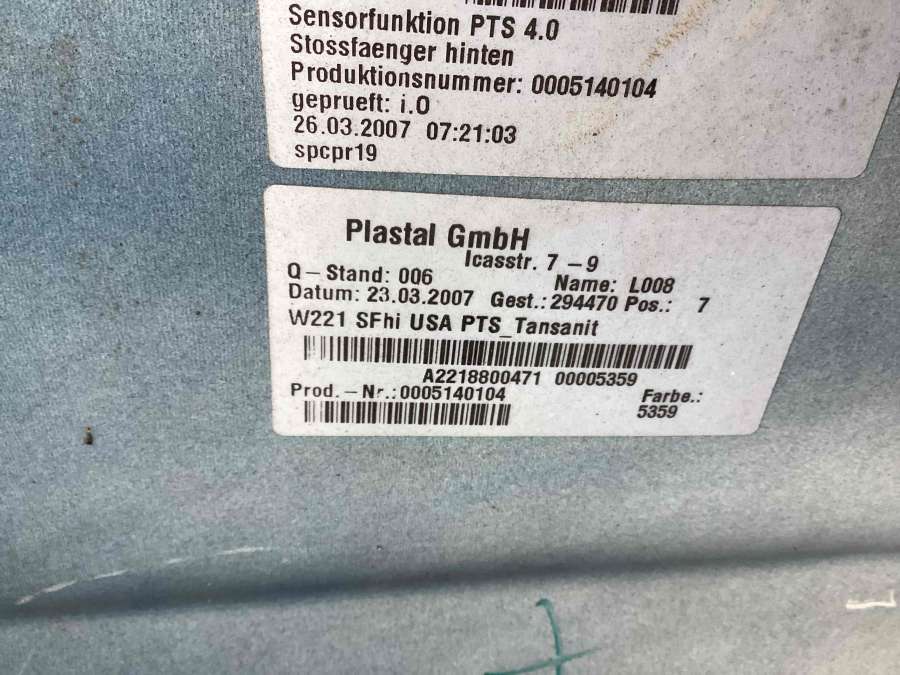 Sensorfunktion PTS 4.0
Stossfaenger hinten
Produktionsnummer: 0005140104
geprueft: i.O
26.03.2007 07:21:03
spcpr19
Plastal GmbH
Icasstr. 7 - 9
Q - Stand: 006 Name: L008
Datum: 23.03.2007 Gest.: 294470 Pos.: 7
W221 SFhi USA PTS_Tansanit
A2218800471 00005359
Prod. - Nr.: 0005140104 Farbe.:
5359